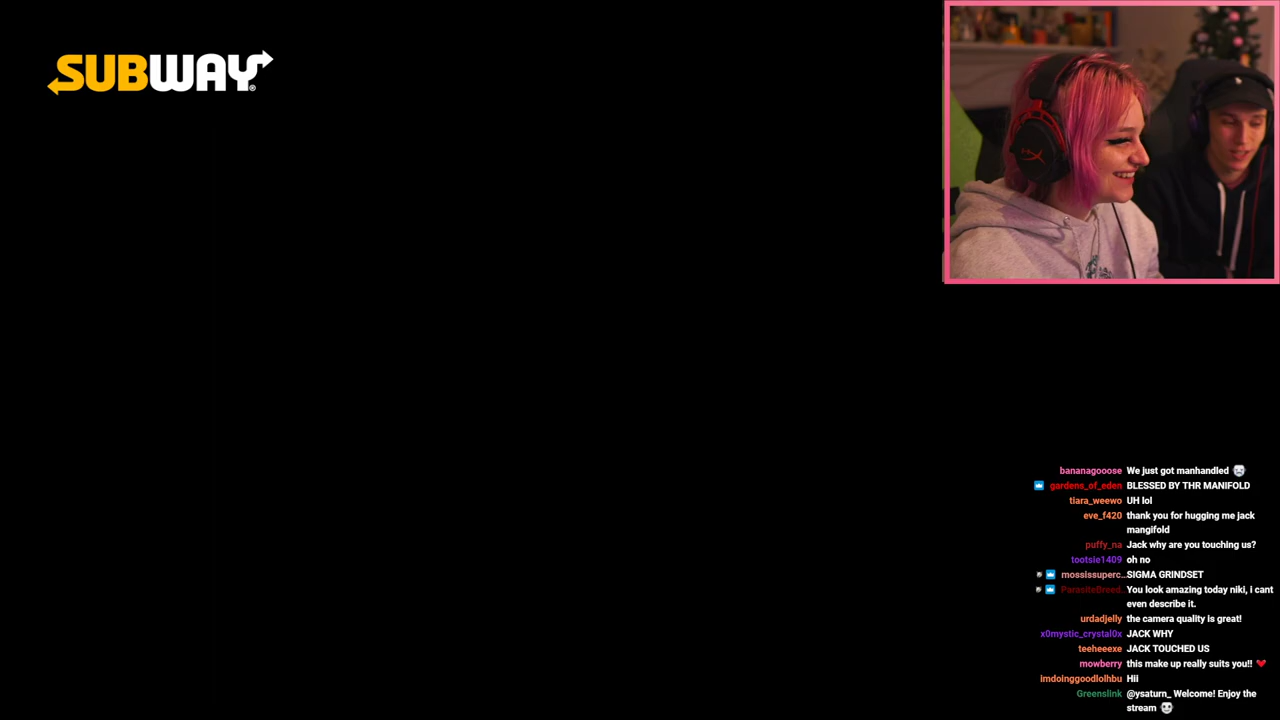 SUBWAY®
bananagooose We just got manhandled
gardens_of_eden BLESSED BY THR MANIFOLD
tiara_weewo UH lol
eve_f420 thank you for hugging me jack
mangifold
puffy_na Jack why are you touching us?
tootsie1409 oh no
mossissuperc... SIGMA GRINDSET
ParasiteBreed... You look amazing today niki, i cant
even describe it.
urdadjelly the camera quality is great!
x0mystic_crystal0x JACK WHY
teeheeexe JACK TOUCHED US
mowberry this make up really suits you!!
imdoinggoodlolhbu Hii
Greenslink @ysaturn_ Welcome! Enjoy the
stream